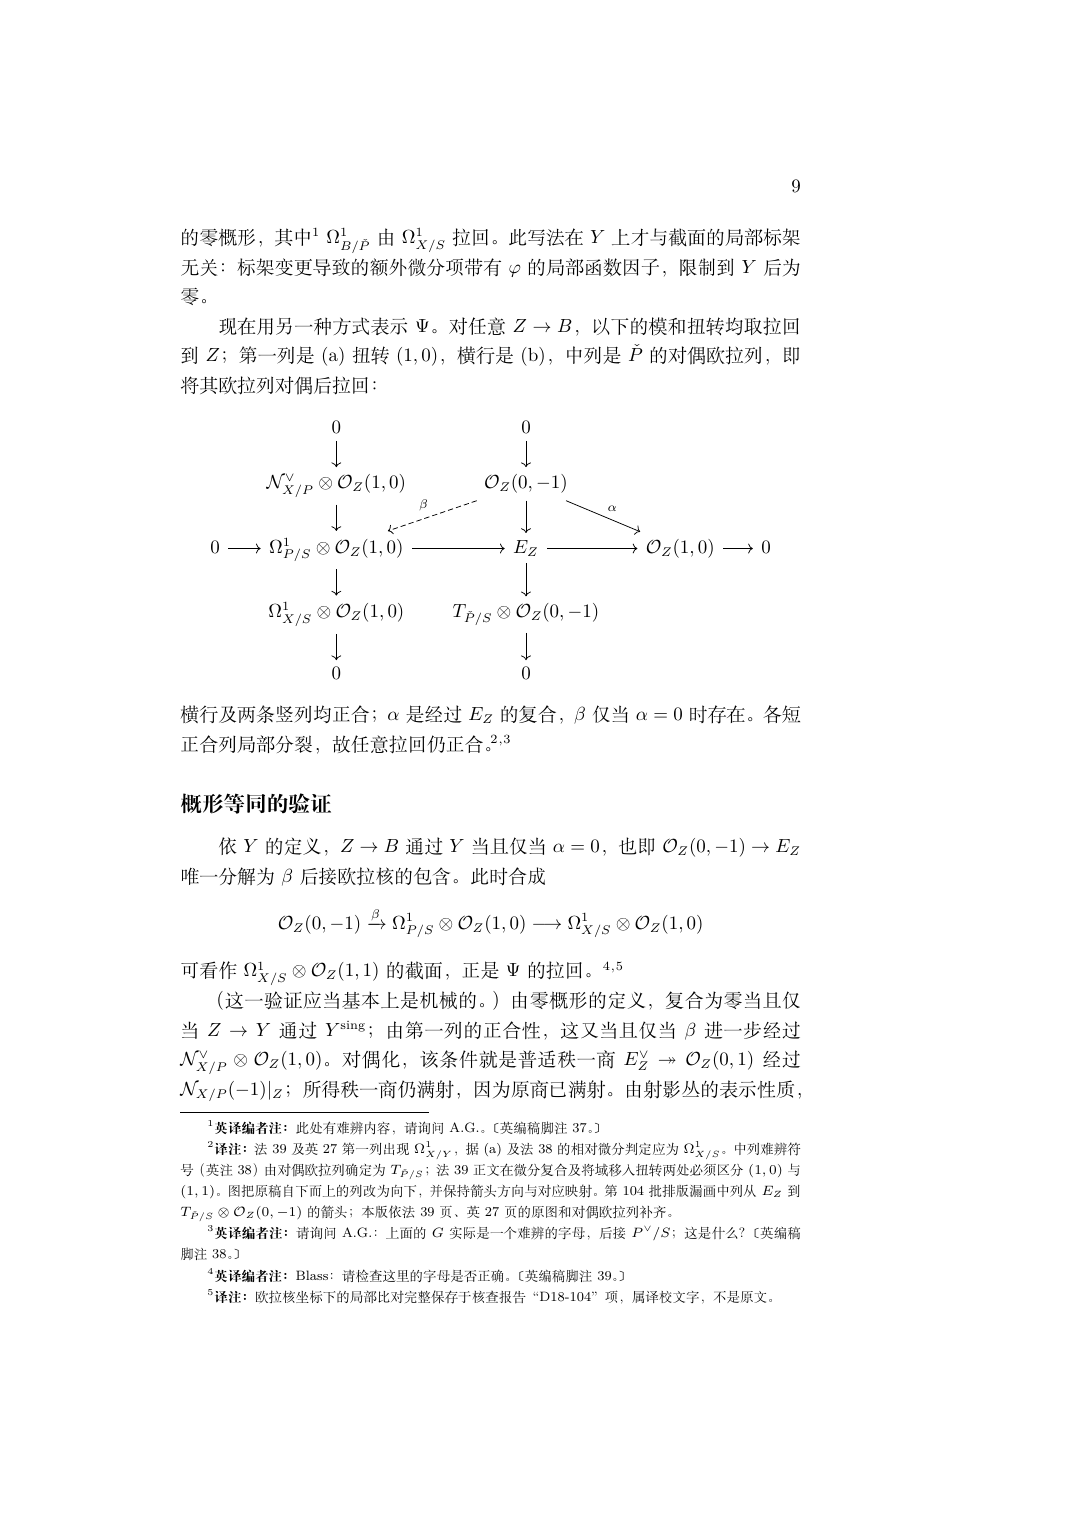 9
的零概形，其中¹ Ω¹_{B/P̌} 由 Ω¹_{X/S} 拉回。此写法在 Y 上才与截面的局部标架
无关：标架变更导致的额外微分项带有 φ 的局部函数因子，限制到 Y 后为
零。
现在用另一种方式表示 Ψ。对任意 Z → B，以下的模和扭转均取拉回
到 Z；第一列是 (a) 扭转 (1, 0)，横行是 (b)，中列是 P̌ 的对偶欧拉列，即
将其欧拉列对偶后拉回：
0 0
N^∨_{X/P} ⊗ O_Z(1, 0) O_Z(0, −1)
β α
0 → Ω¹_{P/S} ⊗ O_Z(1, 0) → E_Z → O_Z(1, 0) → 0
Ω¹_{X/S} ⊗ O_Z(1, 0) T_{P̌/S} ⊗ O_Z(0, −1)
0 0
横行及两条竖列均正合；α 是经过 E_Z 的复合，β 仅当 α = 0 时存在。各短
正合列局部分裂，故任意拉回仍正合。²,³
概形等同的验证
依 Y 的定义，Z → B 通过 Y 当且仅当 α = 0，也即 O_Z(0, −1) → E_Z
唯一分解为 β 后接欧拉核的包含。此时合成
O_Z(0, −1) →^β Ω¹_{P/S} ⊗ O_Z(1, 0) → Ω¹_{X/S} ⊗ O_Z(1, 0)
可看作 Ω¹_{X/S} ⊗ O_Z(1, 1) 的截面，正是 Ψ 的拉回。⁴,⁵
（这一验证应当基本上是机械的。）由零概形的定义，复合为零当且仅
当 Z → Y 通过 Y^{sing}；由第一列的正合性，这又当且仅当 β 进一步经过
N^∨_{X/P} ⊗ O_Z(1, 0)。对偶化，该条件就是普适秩一商 E^∨_Z ↠ O_Z(0, 1) 经过
N_{X/P}(−1)|_Z；所得秩一商仍满射，因为原商已满射。由射影丛的表示性质，
¹英译编者注：此处有难辨内容，请询问 A.G.。〔英编稿脚注 37。〕
²译注：法 39 及英 27 第一列出现 Ω¹_{X/Y}，据 (a) 及法 38 的相对微分判定应为 Ω¹_{X/S}。中列难辨符
号（英注 38）由对偶欧拉列确定为 T_{P̌/S}；法 39 正文在微分复合及将域移入扭转两处必须区分 (1, 0) 与
(1, 1)。图把原稿自下而上的列改为向下，并保持箭头方向与对应映射。第 104 批排版漏画中列从 E_Z 到
T_{P̌/S} ⊗ O_Z(0, −1) 的箭头；本版依法 39 页、英 27 页的原图和对偶欧拉列补齐。
³英译编者注：请询问 A.G.：上面的 G 实际是一个难辨的字母，后接 P^∨/S；这是什么？〔英编稿
脚注 38。〕
⁴英译编者注：Blass：请检查这里的字母是否正确。〔英编稿脚注 39。〕
⁵译注：欧拉核坐标下的局部比对完整保存于核查报告“D18-104”项，属译校文字，不是原文。